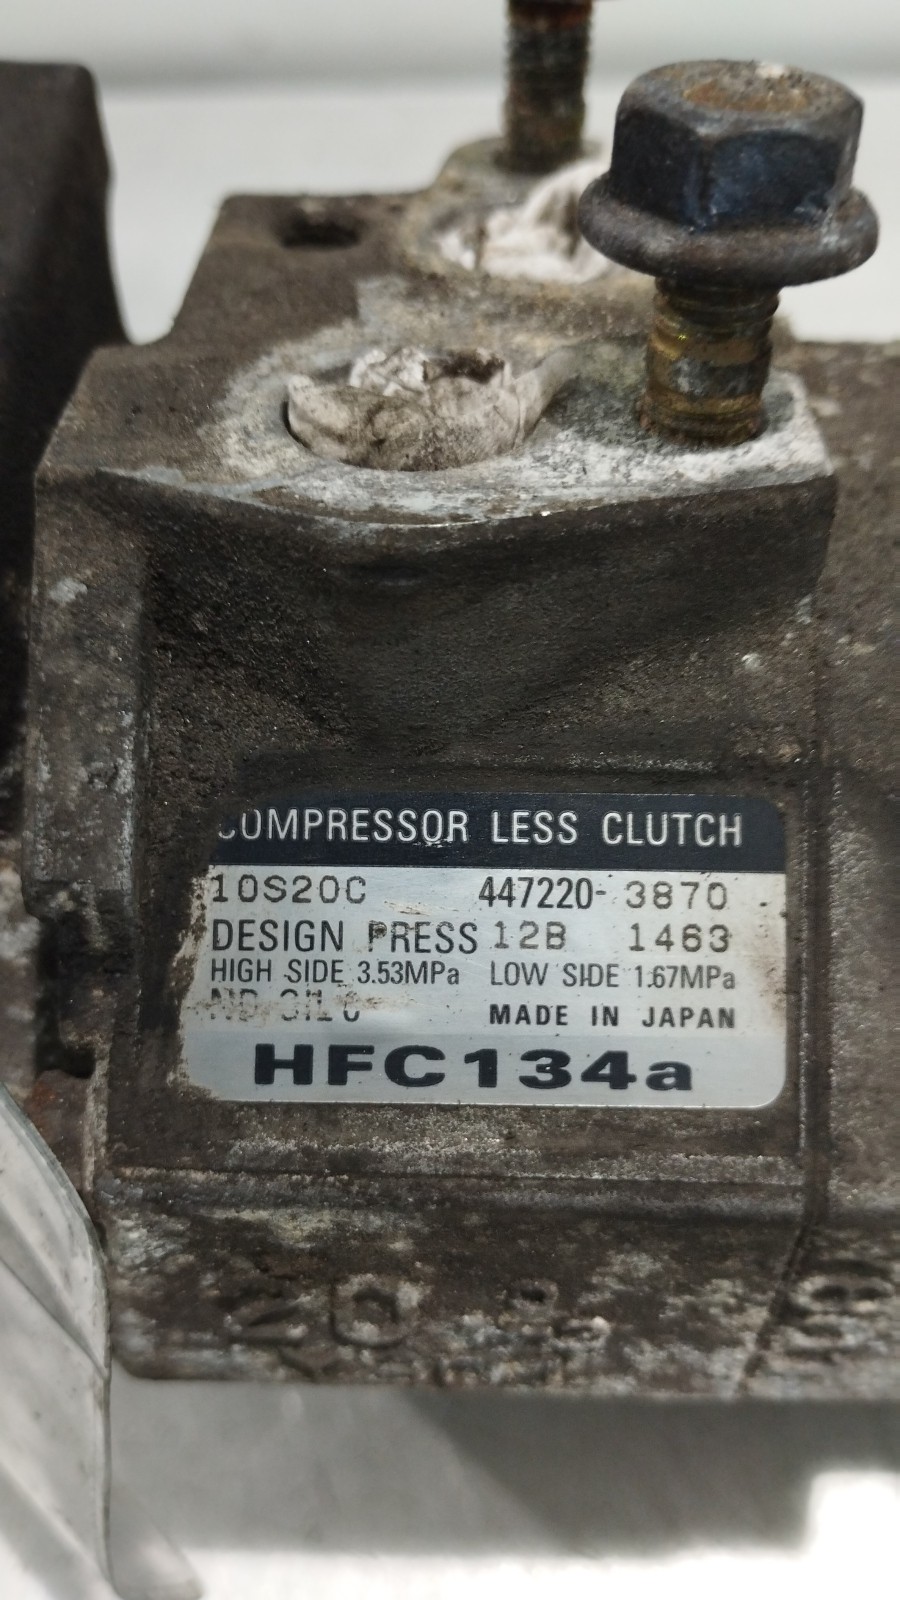 COMPRESSOR LESS CLUTCH
10S20C 447220-3870
DESIGN PRESS 12B 1463
HIGH SIDE 3.53MPa LOW SIDE 1.67MPa
MADE IN JAPAN
HFC134a
20